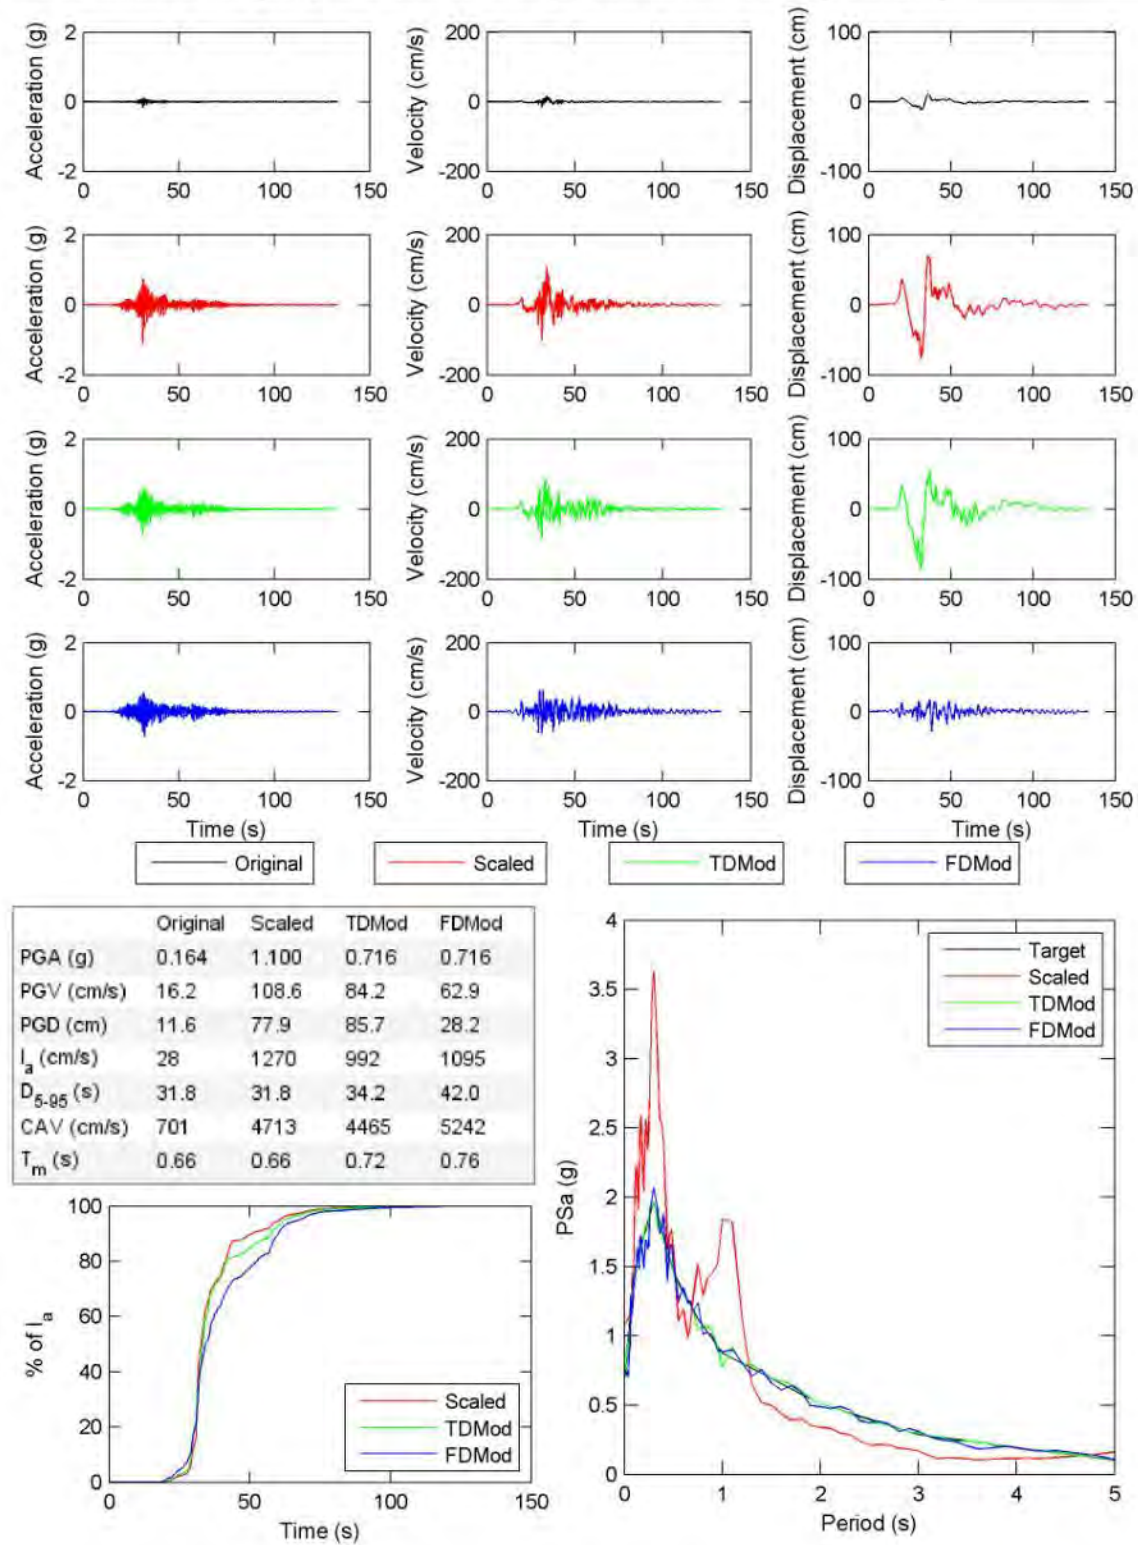 Acceleration (g)
2
0
-2
0 50 100 150
Velocity (cm/s)
200
0
-200
0 50 100 150
Displacement (cm)
100
0
-100
0 50 100 150
Acceleration (g)
2
0
-2
0 50 100 150
Velocity (cm/s)
200
0
-200
0 50 100 150
Displacement (cm)
100
0
-100
0 50 100 150
Acceleration (g)
2
0
-2
0 50 100 150
Velocity (cm/s)
200
0
-200
0 50 100 150
Displacement (cm)
100
0
-100
0 50 100 150
Acceleration (g)
2
0
-2
0 50 100 150
Time (s)
Velocity (cm/s)
200
0
-200
0 50 100 150
Time (s)
Displacement (cm)
100
0
-100
0 50 100 150
Time (s)
Original
Scaled
TDMod
FDMod
Original Scaled TDMod FDMod
PGA (g) 0.164 1.100 0.716 0.716
PGV (cm/s) 16.2 108.6 84.2 62.9
PGD (cm) 11.6 77.9 85.7 28.2
Ia (cm/s) 28 1270 992 1095
D5-95 (s) 31.8 31.8 34.2 42.0
CAV (cm/s) 701 4713 4465 5242
Tm (s) 0.66 0.66 0.72 0.76
% of Ia
100
80
60
40
20
0
0 50 100 150
Time (s)
Scaled
TDMod
FDMod
PSa (g)
4
3.5
3
2.5
2
1.5
1
0.5
0
0 1 2 3 4 5
Period (s)
Target
Scaled
TDMod
FDMod